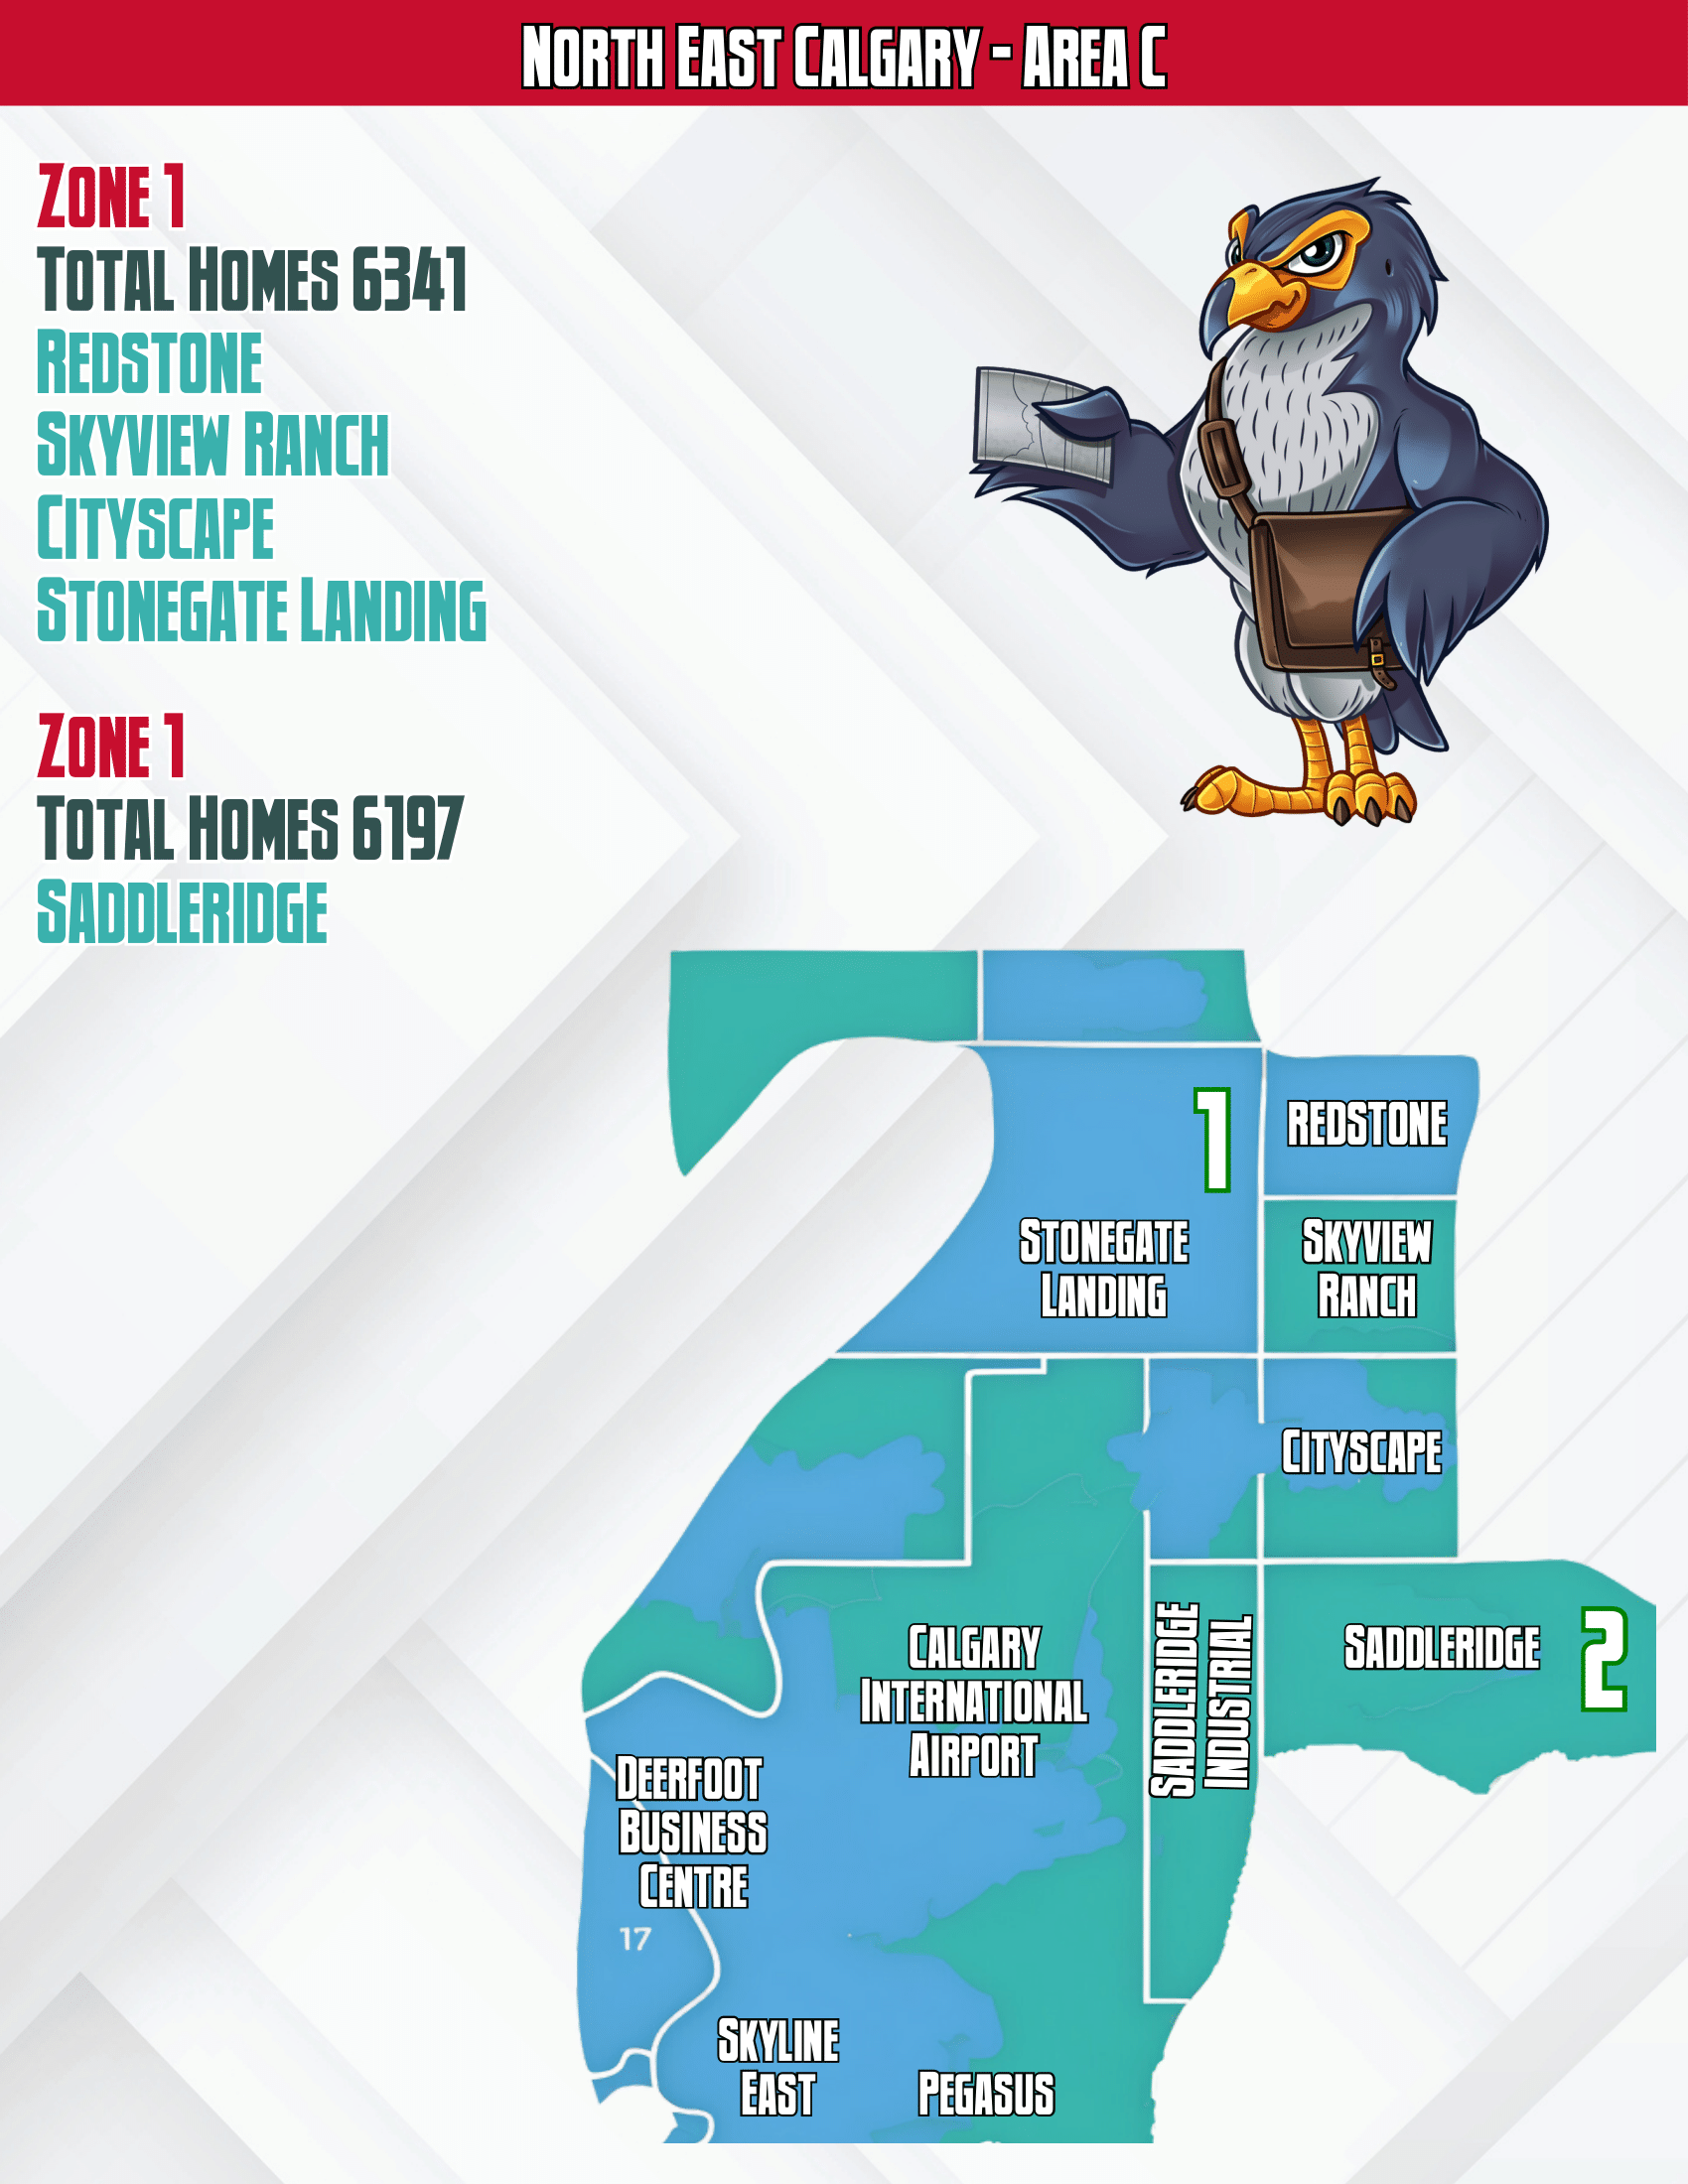 North East Calgary - Area C
Zone 1
Total Homes 6341
Redstone
Skyview Ranch
Cityscape
Stonegate Landing
Zone 1
Total Homes 6197
Saddleridge
1
Redstone
Stonegate
Landing
Skyview
Ranch
Cityscape
Saddleridge
2
Saddleridge
Industrial
Calgary
International
Airport
Deerfoot
Business
Centre
17
Skyline
East
Pegasus